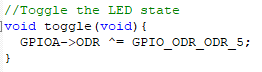 //Toggle the LED state
void toggle(void){
GPIOA->ODR ^= GPIO_ODR_ODR_5;
}